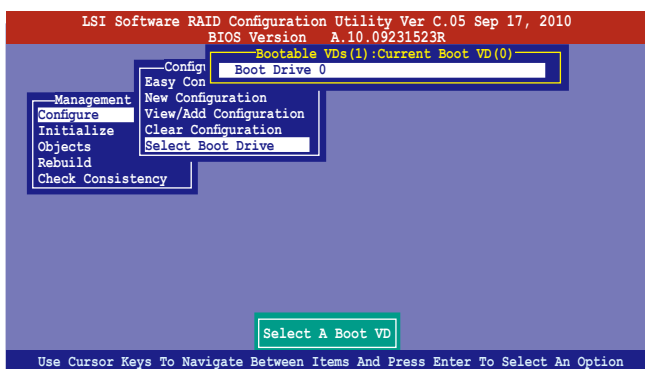 LSI Software RAID Configuration Utility Ver C.05 Sep 17, 2010
BIOS Version A.10.09231523R
Bootable VDs(1):Current Boot VD(0)
Boot Drive 0
Config
Easy Con
New Configuration
View/Add Configuration
Clear Configuration
Select Boot Drive
Management
Configure
Initialize
Objects
Rebuild
Check Consistency
Select A Boot VD
Use Cursor Keys To Navigate Between Items And Press Enter To Select An Option